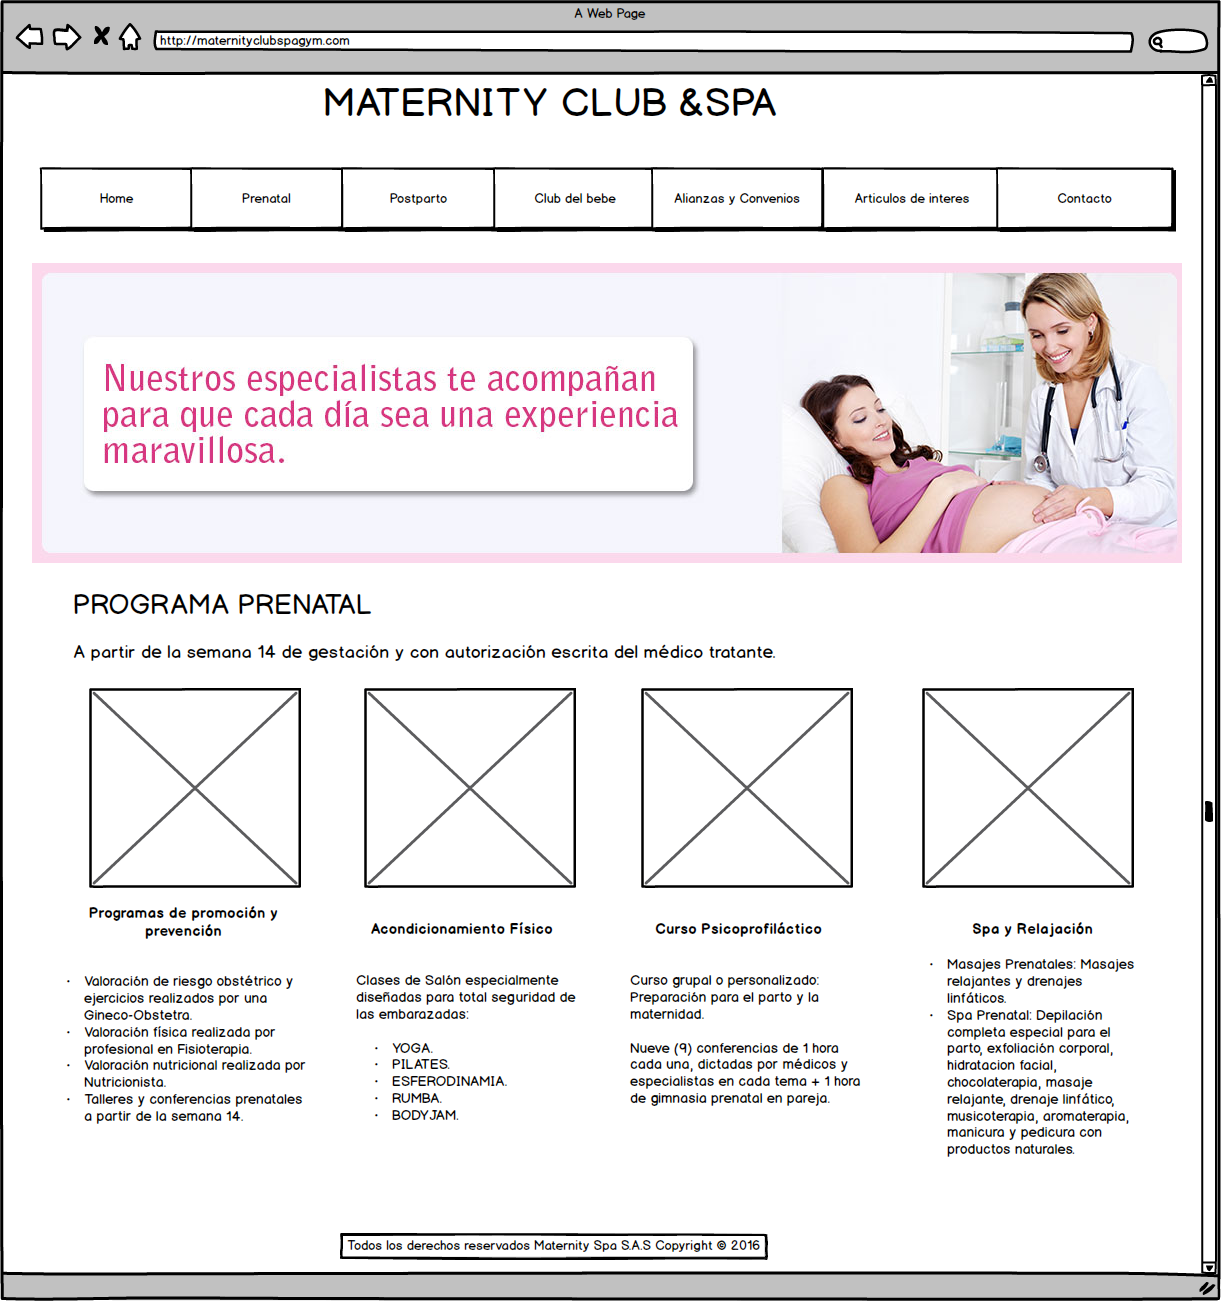 A Web Page
http://maternityclubspagym.com
MATERNITY CLUB &SPA
Home
Prenatal
Postparto
Club del bebe
Alianzas y Convenios
Articulos de interes
Contacto
Nuestros especialistas te acompañan
para que cada día sea una experiencia
maravillosa.
PROGRAMA PRENATAL
A partir de la semana 14 de gestación y con autorización escrita del médico tratante.
Programas de promoción y
prevención
• Valoración de riesgo obstétrico y
ejercicios realizados por una
Gineco-Obstetra.
• Valoración física realizada por
profesional en Fisioterapia.
• Valoración nutricional realizada por
Nutricionista.
• Talleres y conferencias prenatales
a partir de la semana 14.
Acondicionamiento Físico
Clases de Salón especialmente
diseñadas para total seguridad de
las embarazadas:
• YOGA.
• PILATES.
• ESFERODINAMIA.
• RUMBA.
• BODYJAM.
Curso Psicoprofiláctico
Curso grupal o personalizado:
Preparación para el parto y la
maternidad.
Nueve (9) conferencias de 1 hora
cada una, dictadas por médicos y
especialistas en cada tema + 1 hora
de gimnasia prenatal en pareja.
Spa y Relajación
• Masajes Prenatales: Masajes
relajantes y drenajes
linfáticos.
• Spa Prenatal: Depilación
completa especial para el
parto, exfoliación corporal,
hidratacion facial,
chocolaterapia, masaje
relajante, drenaje linfático,
musicoterapia, aromaterapia,
manicura y pedicura con
productos naturales.
Todos los derechos reservados Maternity Spa S.A.S Copyright © 2016